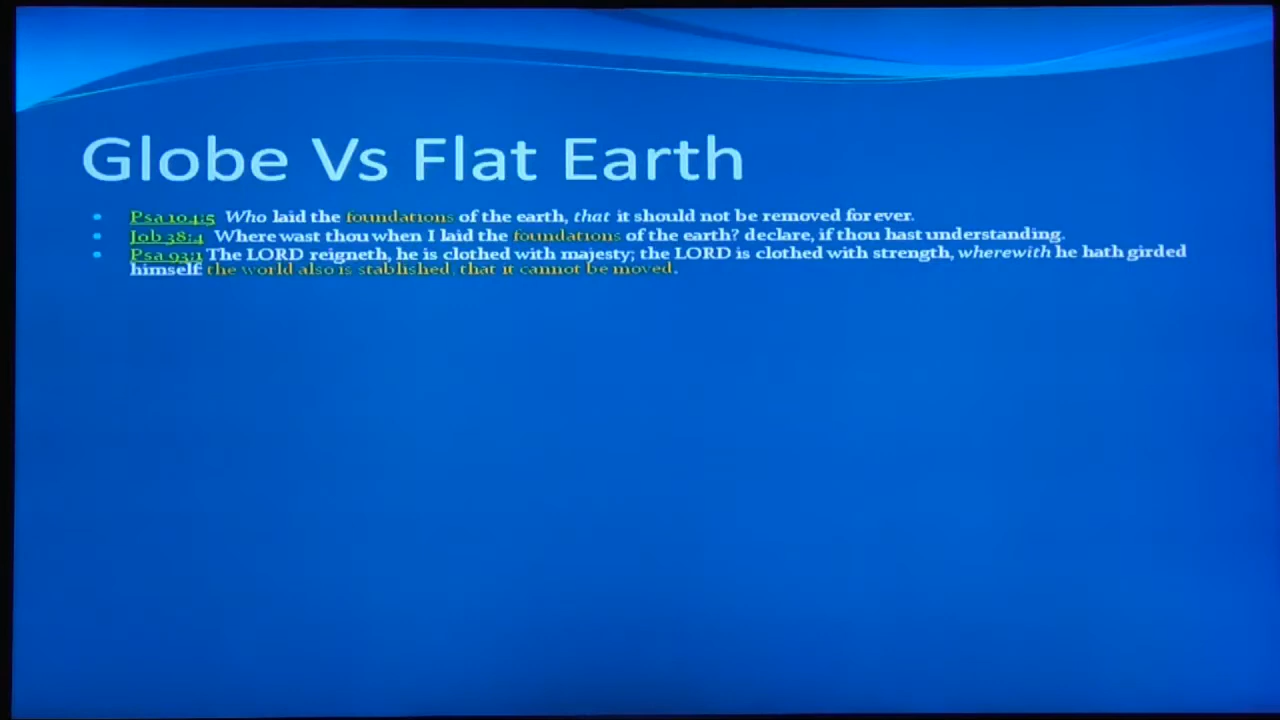 Globe Vs Flat Earth
• Psa 104:5 Who laid the foundations of the earth, that it should not be removed for ever.
• Job 38:4 Where wast thou when I laid the foundations of the earth? declare, if thou hast understanding.
• Psa 93:1 The LORD reigneth, he is clothed with majesty; the LORD is clothed with strength, wherewith he hath girded
himself: the world also is stablished, that it cannot be moved.